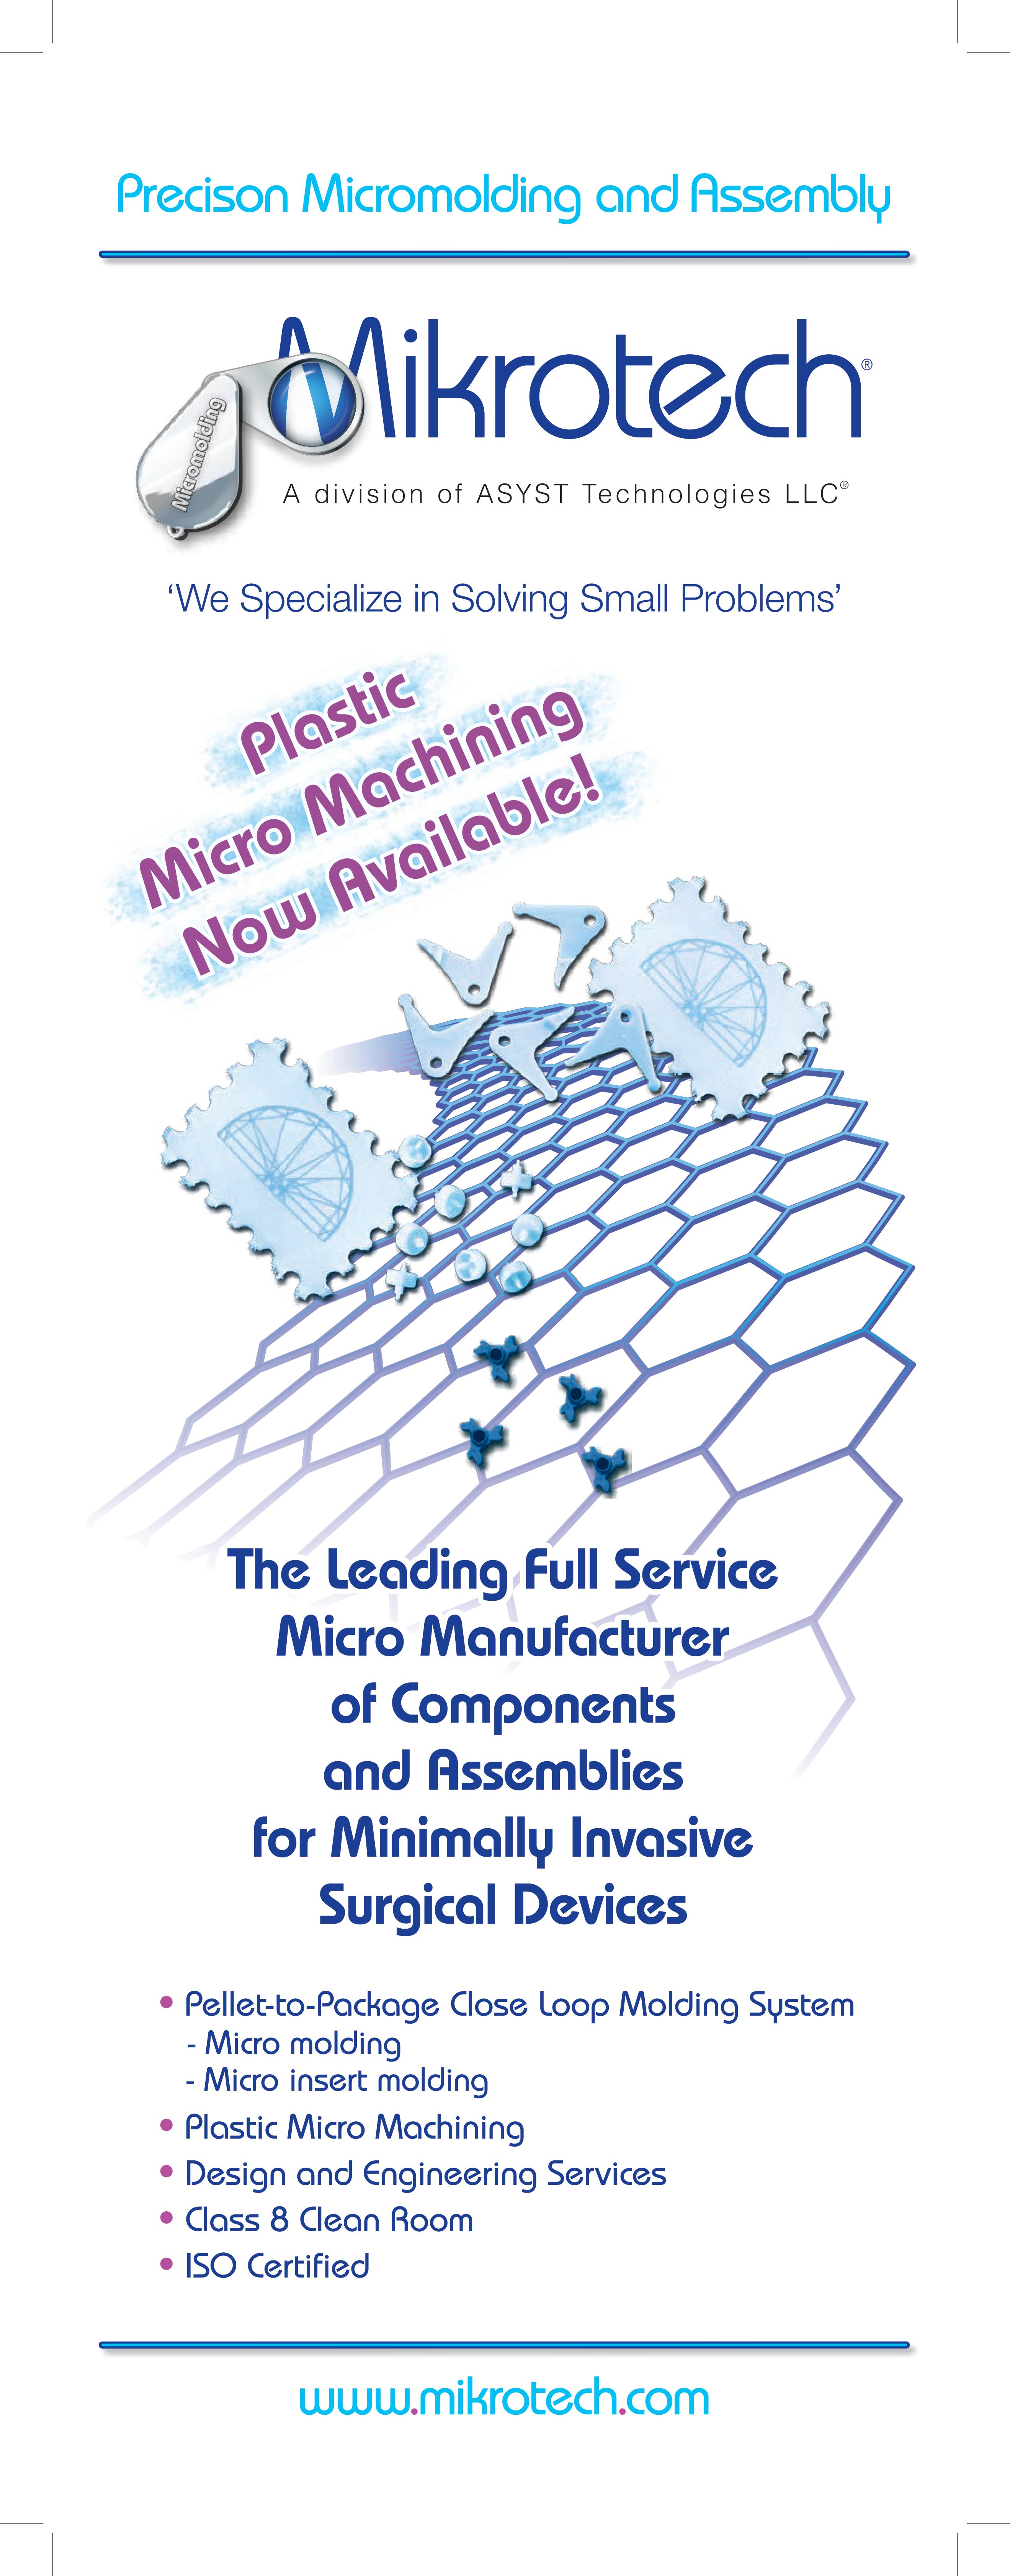 Precison Micromolding and Assembly
Mikrotech®
Micromolding
A division of ASYST Technologies LLC®
‘We Specialize in Solving Small Problems’
Plastic
Micro Machining
Now Available!
The Leading Full Service
Micro Manufacturer
of Components
and Assemblies
for Minimally Invasive
Surgical Devices
• Pellet-to-Package Close Loop Molding System
- Micro molding
- Micro insert molding
• Plastic Micro Machining
• Design and Engineering Services
• Class 8 Clean Room
• ISO Certified
www.mikrotech.com